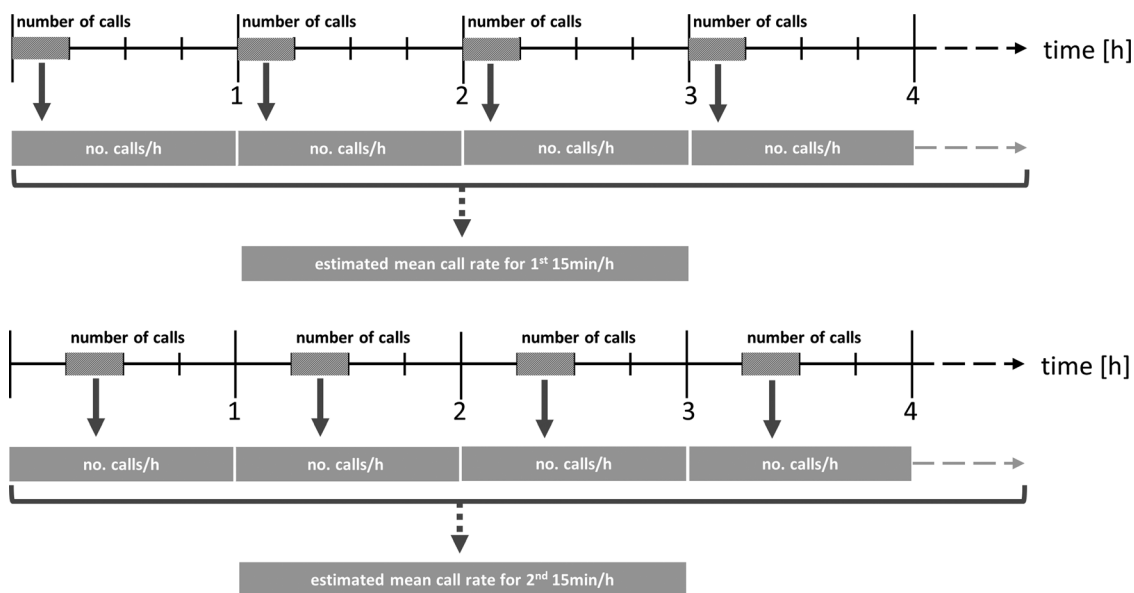 number of calls number of calls number of calls number of calls
time [h]
1 2 3 4
no. calls/h no. calls/h no. calls/h no. calls/h
estimated mean call rate for 1st 15min/h
number of calls number of calls number of calls number of calls
time [h]
1 2 3 4
no. calls/h no. calls/h no. calls/h no. calls/h
estimated mean call rate for 2nd 15min/h